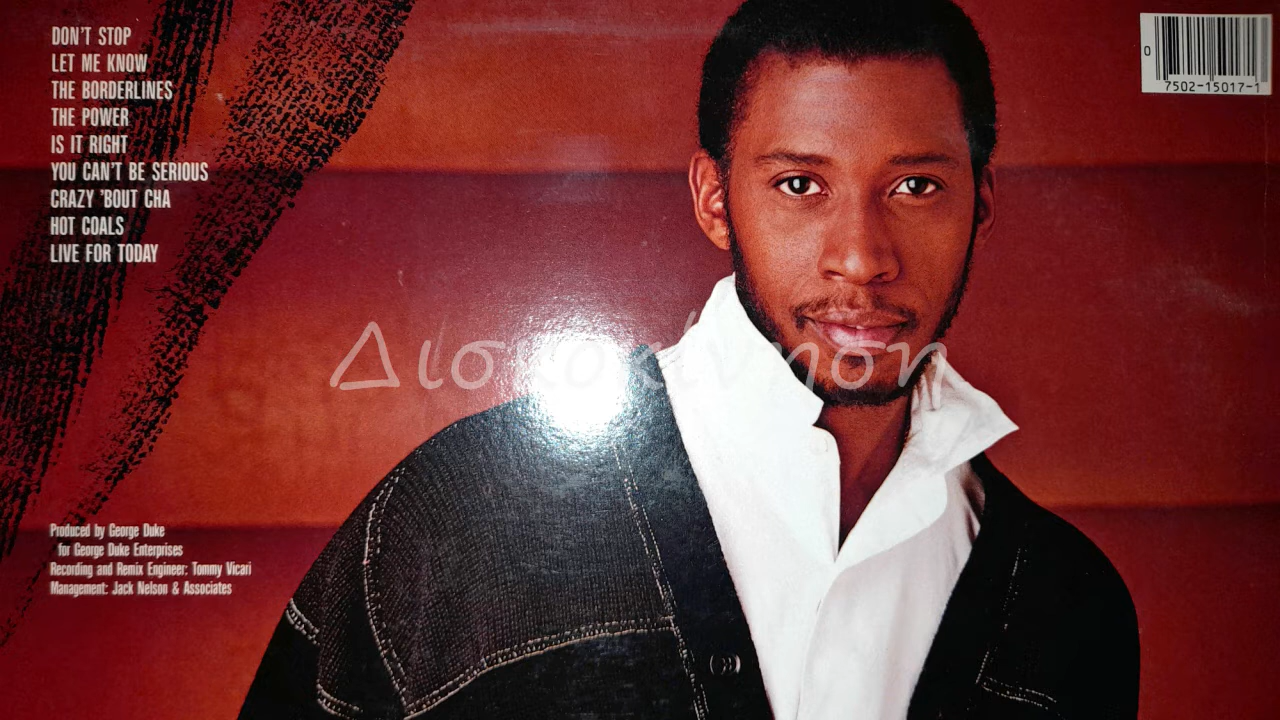 DON'T STOP
LET ME KNOW
THE BORDERLINES
THE POWER
IS IT RIGHT
YOU CAN'T BE SERIOUS
CRAZY 'BOUT CHA
HOT COALS
LIVE FOR TODAY
0 7502-15017-1
Δισκοκίνηση
Produced by George Duke
for George Duke Enterprises
Recording and Remix Engineer: Tommy Vicari
Management: Jack Nelson & Associates